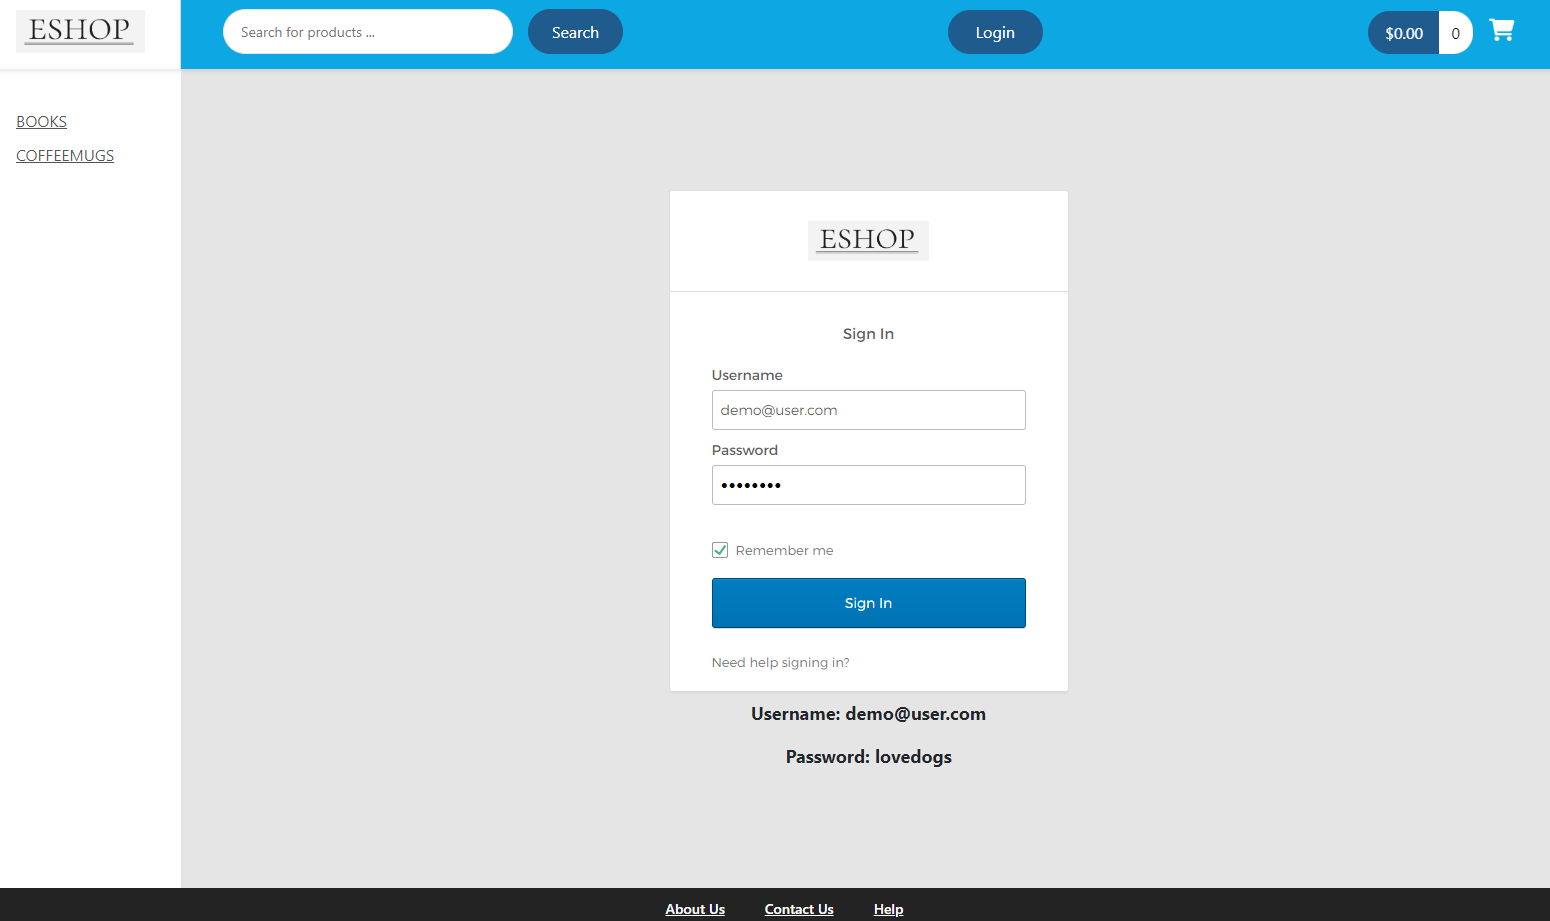 ESHOP
Search for products ...
Search
Login
$0.00
0
BOOKS
COFFEEMUGS
ESHOP
Sign In
Username
demo@user.com
Password
••••••••
Remember me
Sign In
Need help signing in?
Username: demo@user.com
Password: lovedogs
About Us
Contact Us
Help